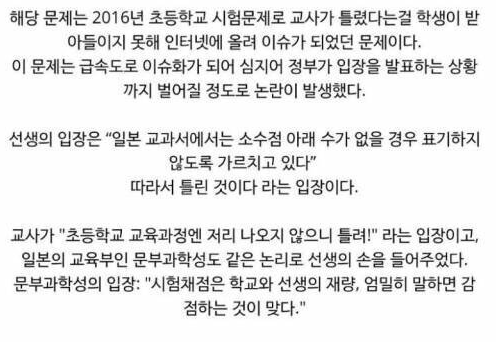 해당 문제는 2016년 초등학교 시험문제로 교사가 틀렸다는걸 학생이 받
아들이지 못해 인터넷에 올려 이슈가 되었던 문제이다.
이 문제는 급속도로 이슈화가 되어 심지어 정부가 입장을 발표하는 상황
까지 벌어질 정도로 논란이 발생했다.
선생의 입장은 “일본 교과서에서는 소수점 아래 수가 없을 경우 표기하지
않도록 가르치고 있다”
따라서 틀린 것이다 라는 입장이다.
교사가 "초등학교 교육과정엔 저리 나오지 않으니 틀려!" 라는 입장이고,
일본의 교육부인 문부과학성도 같은 논리로 선생의 손을 들어주었다.
문부과학성의 입장: "시험채점은 학교와 선생의 재량, 엄밀히 말하면 감
점하는 것이 맞다."